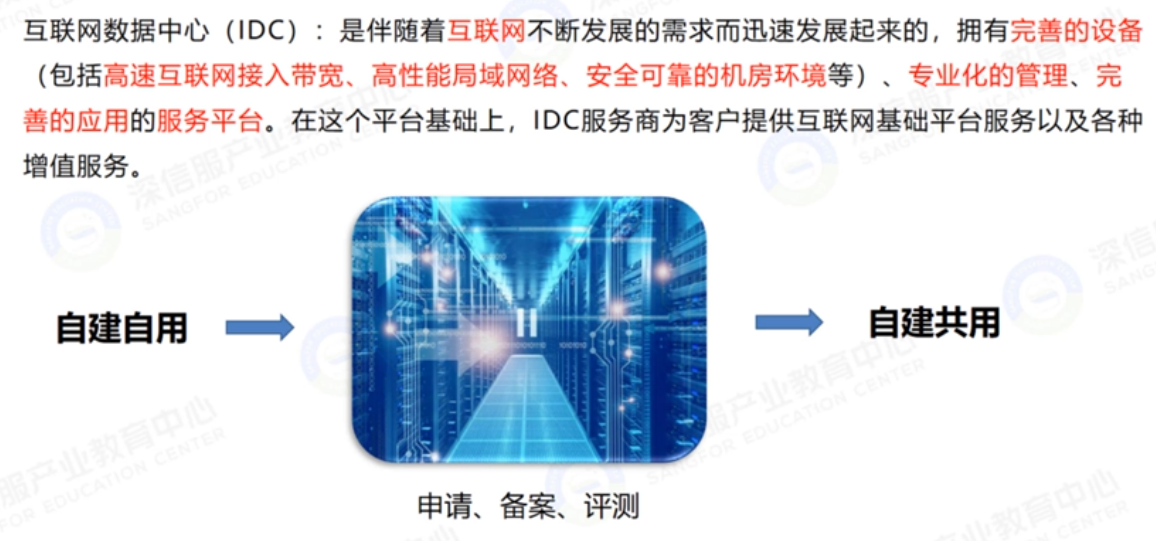 互联网数据中心（IDC）：是伴随着互联网不断发展的需求而迅速发展起来的，拥有完善的设备
（包括高速互联网接入带宽、高性能局域网络、安全可靠的机房环境等）、专业化的管理、完
善的应用的服务平台。在这个平台基础上，IDC服务商为客户提供互联网基础平台服务以及各种
增值服务。
深信服产业教育中心
SANGFOR EDUCATION CENTER
自建自用
自建共用
申请、备案、评测